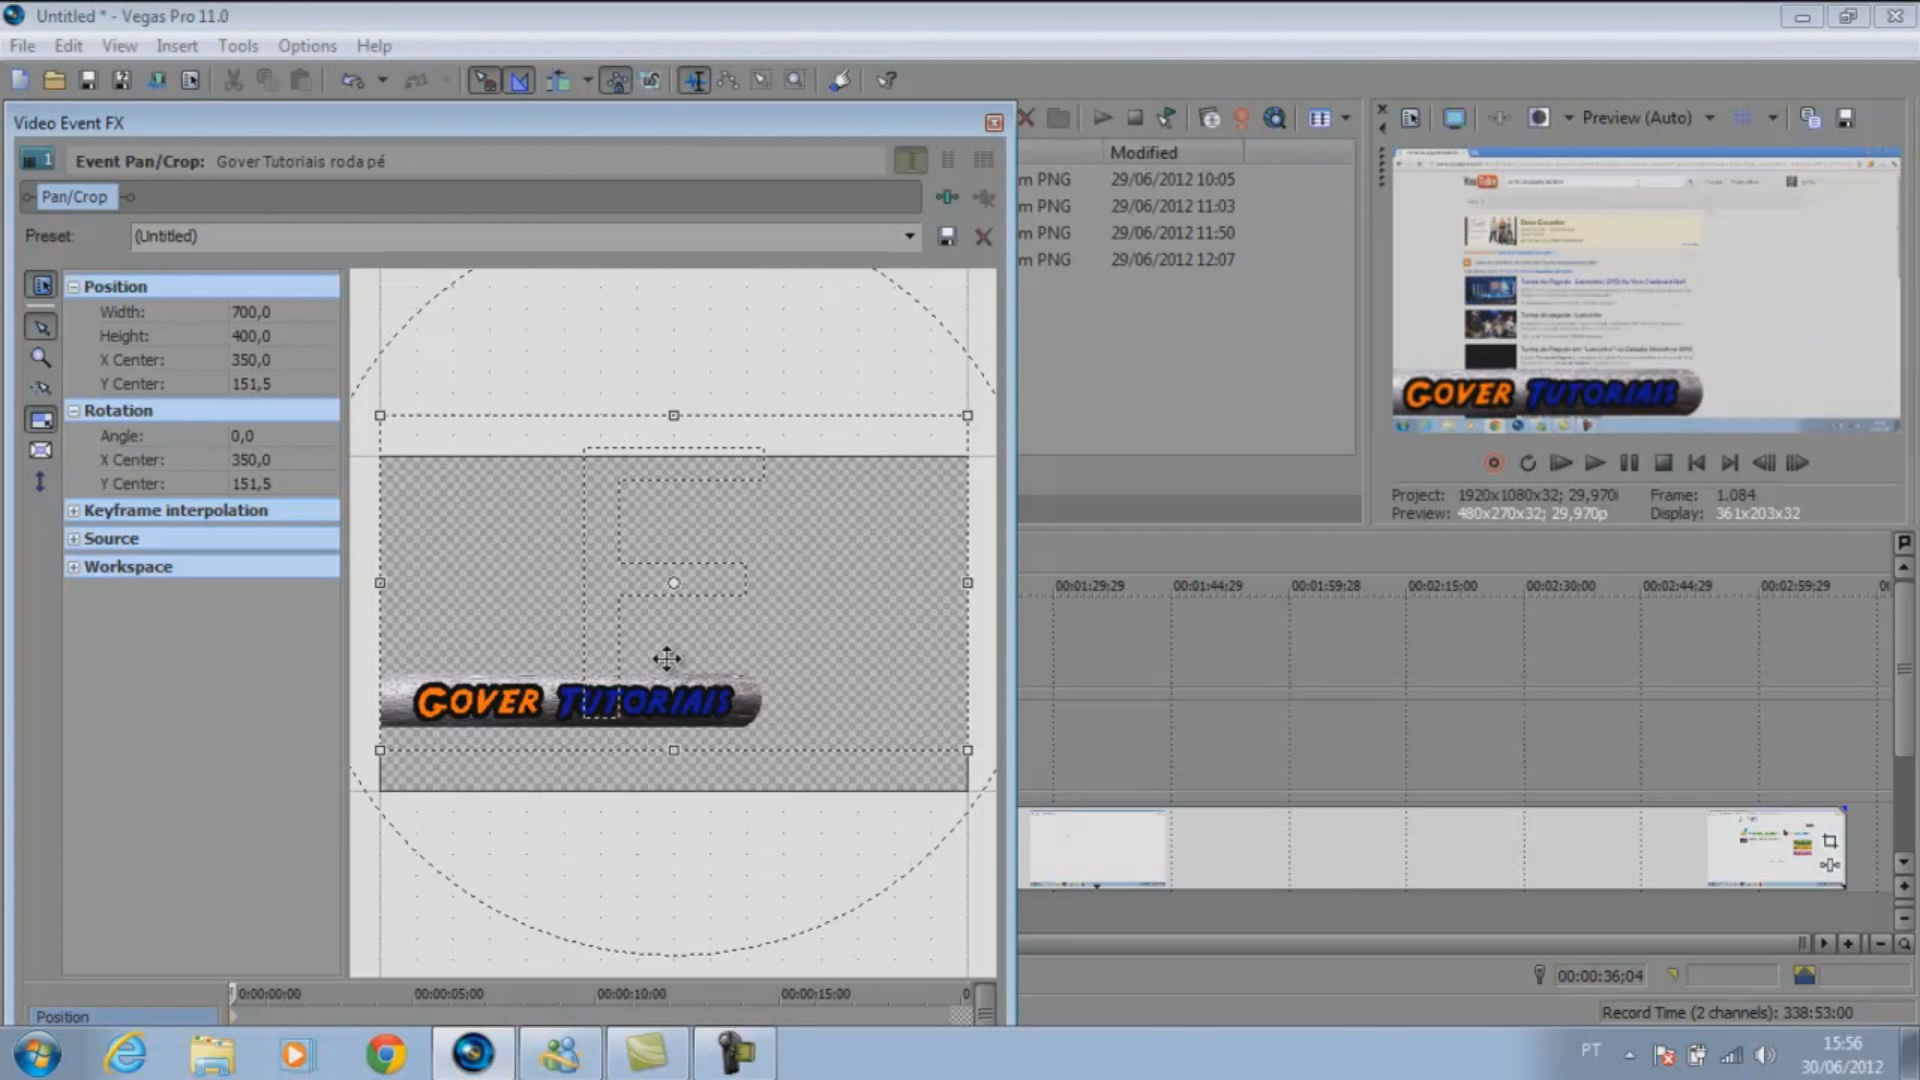 Untitled * - Vegas Pro 11.0
File Edit View Insert Tools Options Help
Video Event FX
1 Event Pan/Crop: Gover Tutoriais roda pé
Pan/Crop
Preset: (Untitled)
Position
Width: 700,0
Height: 400,0
X Center: 350,0
Y Center: 151,5
Rotation
Angle: 0,0
X Center: 350,0
Y Center: 151,5
Keyframe interpolation
Source
Workspace
GOVER TUTORIAIS
0:00:00:00 00:00:05;00 00:00:10;00 00:00:15:00 0
Position
Modified
m PNG 29/06/2012 10:05
m PNG 29/06/2012 11:03
m PNG 29/06/2012 11:50
m PNG 29/06/2012 12:07
Preview (Auto)
You Tube
GOVER TUTORIAIS
Project: 1920x1080x32; 29,970i Frame: 1.084
Preview: 480x270x32; 29,970p Display: 361x203x32
00:01:29;29 00:01:44;29 00:01:59;28 00:02:15;00 00:02:30;00 00:02:44;29 00:02:59;29
00:00:36;04
Record Time (2 channels): 338:53:00
PT 15:56
30/06/2012